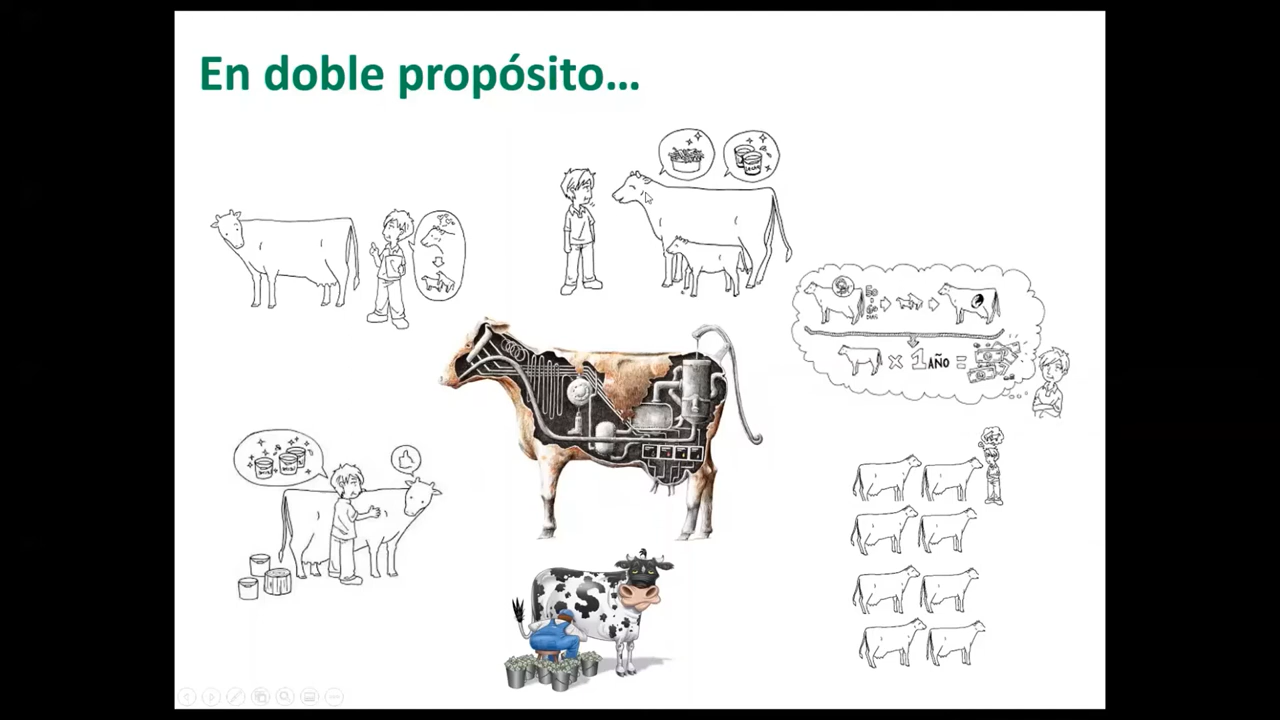 En doble propósito...
x 1 AÑO =
S